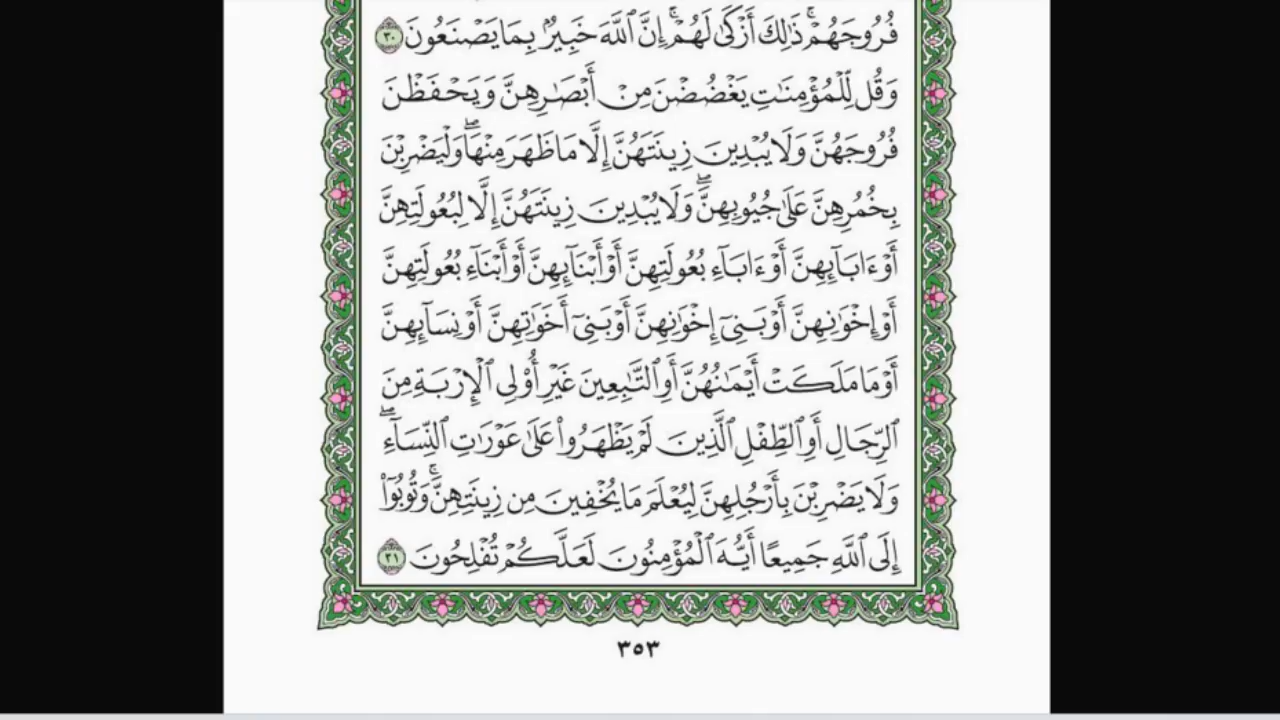 فُرُوجَهُمْۚ ذَٰلِكَ أَزْكَىٰ لَهُمْۚ إِنَّ ٱللَّهَ خَبِيرٌۢ بِمَا يَصْنَعُونَ ٣٠
وَقُل لِّلْمُؤْمِنَٰتِ يَغْضُضْنَ مِنْ أَبْصَٰرِهِنَّ وَيَحْفَظْنَ
فُرُوجَهُنَّ وَلَا يُبْدِينَ زِينَتَهُنَّ إِلَّا مَا ظَهَرَ مِنْهَاۖ وَلْيَضْرِبْنَ
بِخُمُرِهِنَّ عَلَىٰ جُيُوبِهِنَّۖ وَلَا يُبْدِينَ زِينَتَهُنَّ إِلَّا لِبُعُولَتِهِنَّ
أَوْ ءَابَآئِهِنَّ أَوْ ءَابَآءِ بُعُولَتِهِنَّ أَوْ أَبْنَآئِهِنَّ أَوْ أَبْنَآءِ بُعُولَتِهِنَّ
أَوْ إِخْوَٰنِهِنَّ أَوْ بَنِىٓ إِخْوَٰنِهِنَّ أَوْ بَنِىٓ أَخَوَٰتِهِنَّ أَوْ نِسَآئِهِنَّ
أَوْ مَا مَلَكَتْ أَيْمَٰنُهُنَّ أَوِ ٱلتَّٰبِعِينَ غَيْرِ أُو۟لِى ٱلْإِرْبَةِ مِنَ
ٱلرِّجَالِ أَوِ ٱلطِّفْلِ ٱلَّذِينَ لَمْ يَظْهَرُوا۟ عَلَىٰ عَوْرَٰتِ ٱلنِّسَآءِۖ
وَلَا يَضْرِبْنَ بِأَرْجُلِهِنَّ لِيُعْلَمَ مَا يُخْفِينَ مِن زِينَتِهِنَّۚ وَتُوبُوٓا۟
إِلَى ٱللَّهِ جَمِيعًا أَيُّهَ ٱلْمُؤْمِنُونَ لَعَلَّكُمْ تُفْلِحُونَ ٣١
٣٥٣